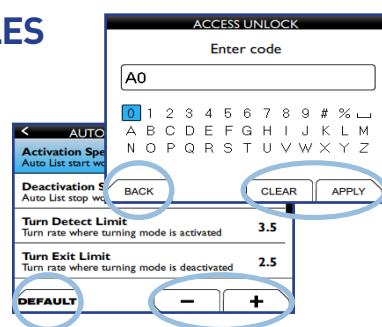 LES
ACCESS UNLOCK
Enter code
A0
0 1 2 3 4 5 6 7 8 9 # % ⌴
A B C D E F G H I J K L M
N O P Q R S T U V W X Y Z
BACK CLEAR APPLY
< AUTO
Activation Spe
Auto List start wo
Deactivation S
Auto List stop wo
Turn Detect Limit
Turn rate where turning mode is activated 3.5
Turn Exit Limit
Turn rate where turning mode is deactivated 2.5
DEFAULT − +